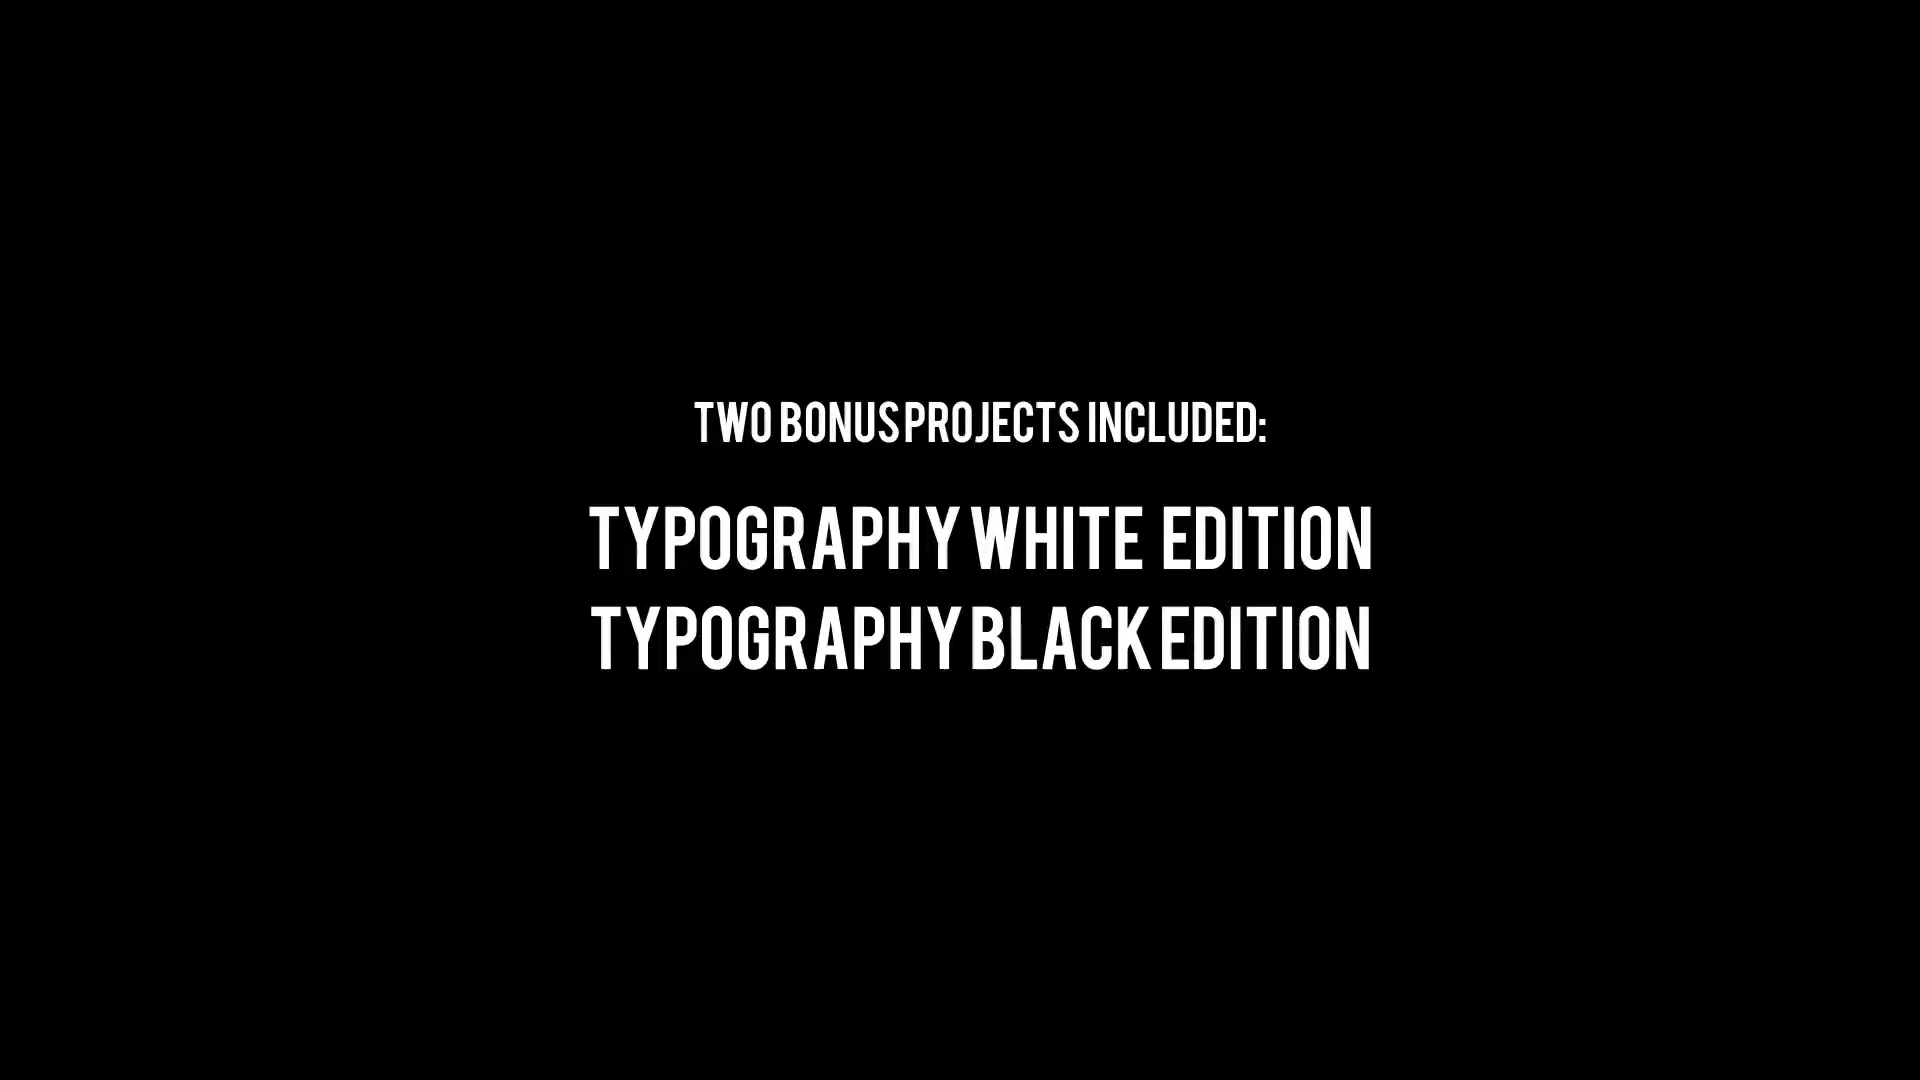 TWO BONUS PROJECTS INCLUDED:
TYPOGRAPHY WHITE EDITION
TYPOGRAPHY BLACK EDITION